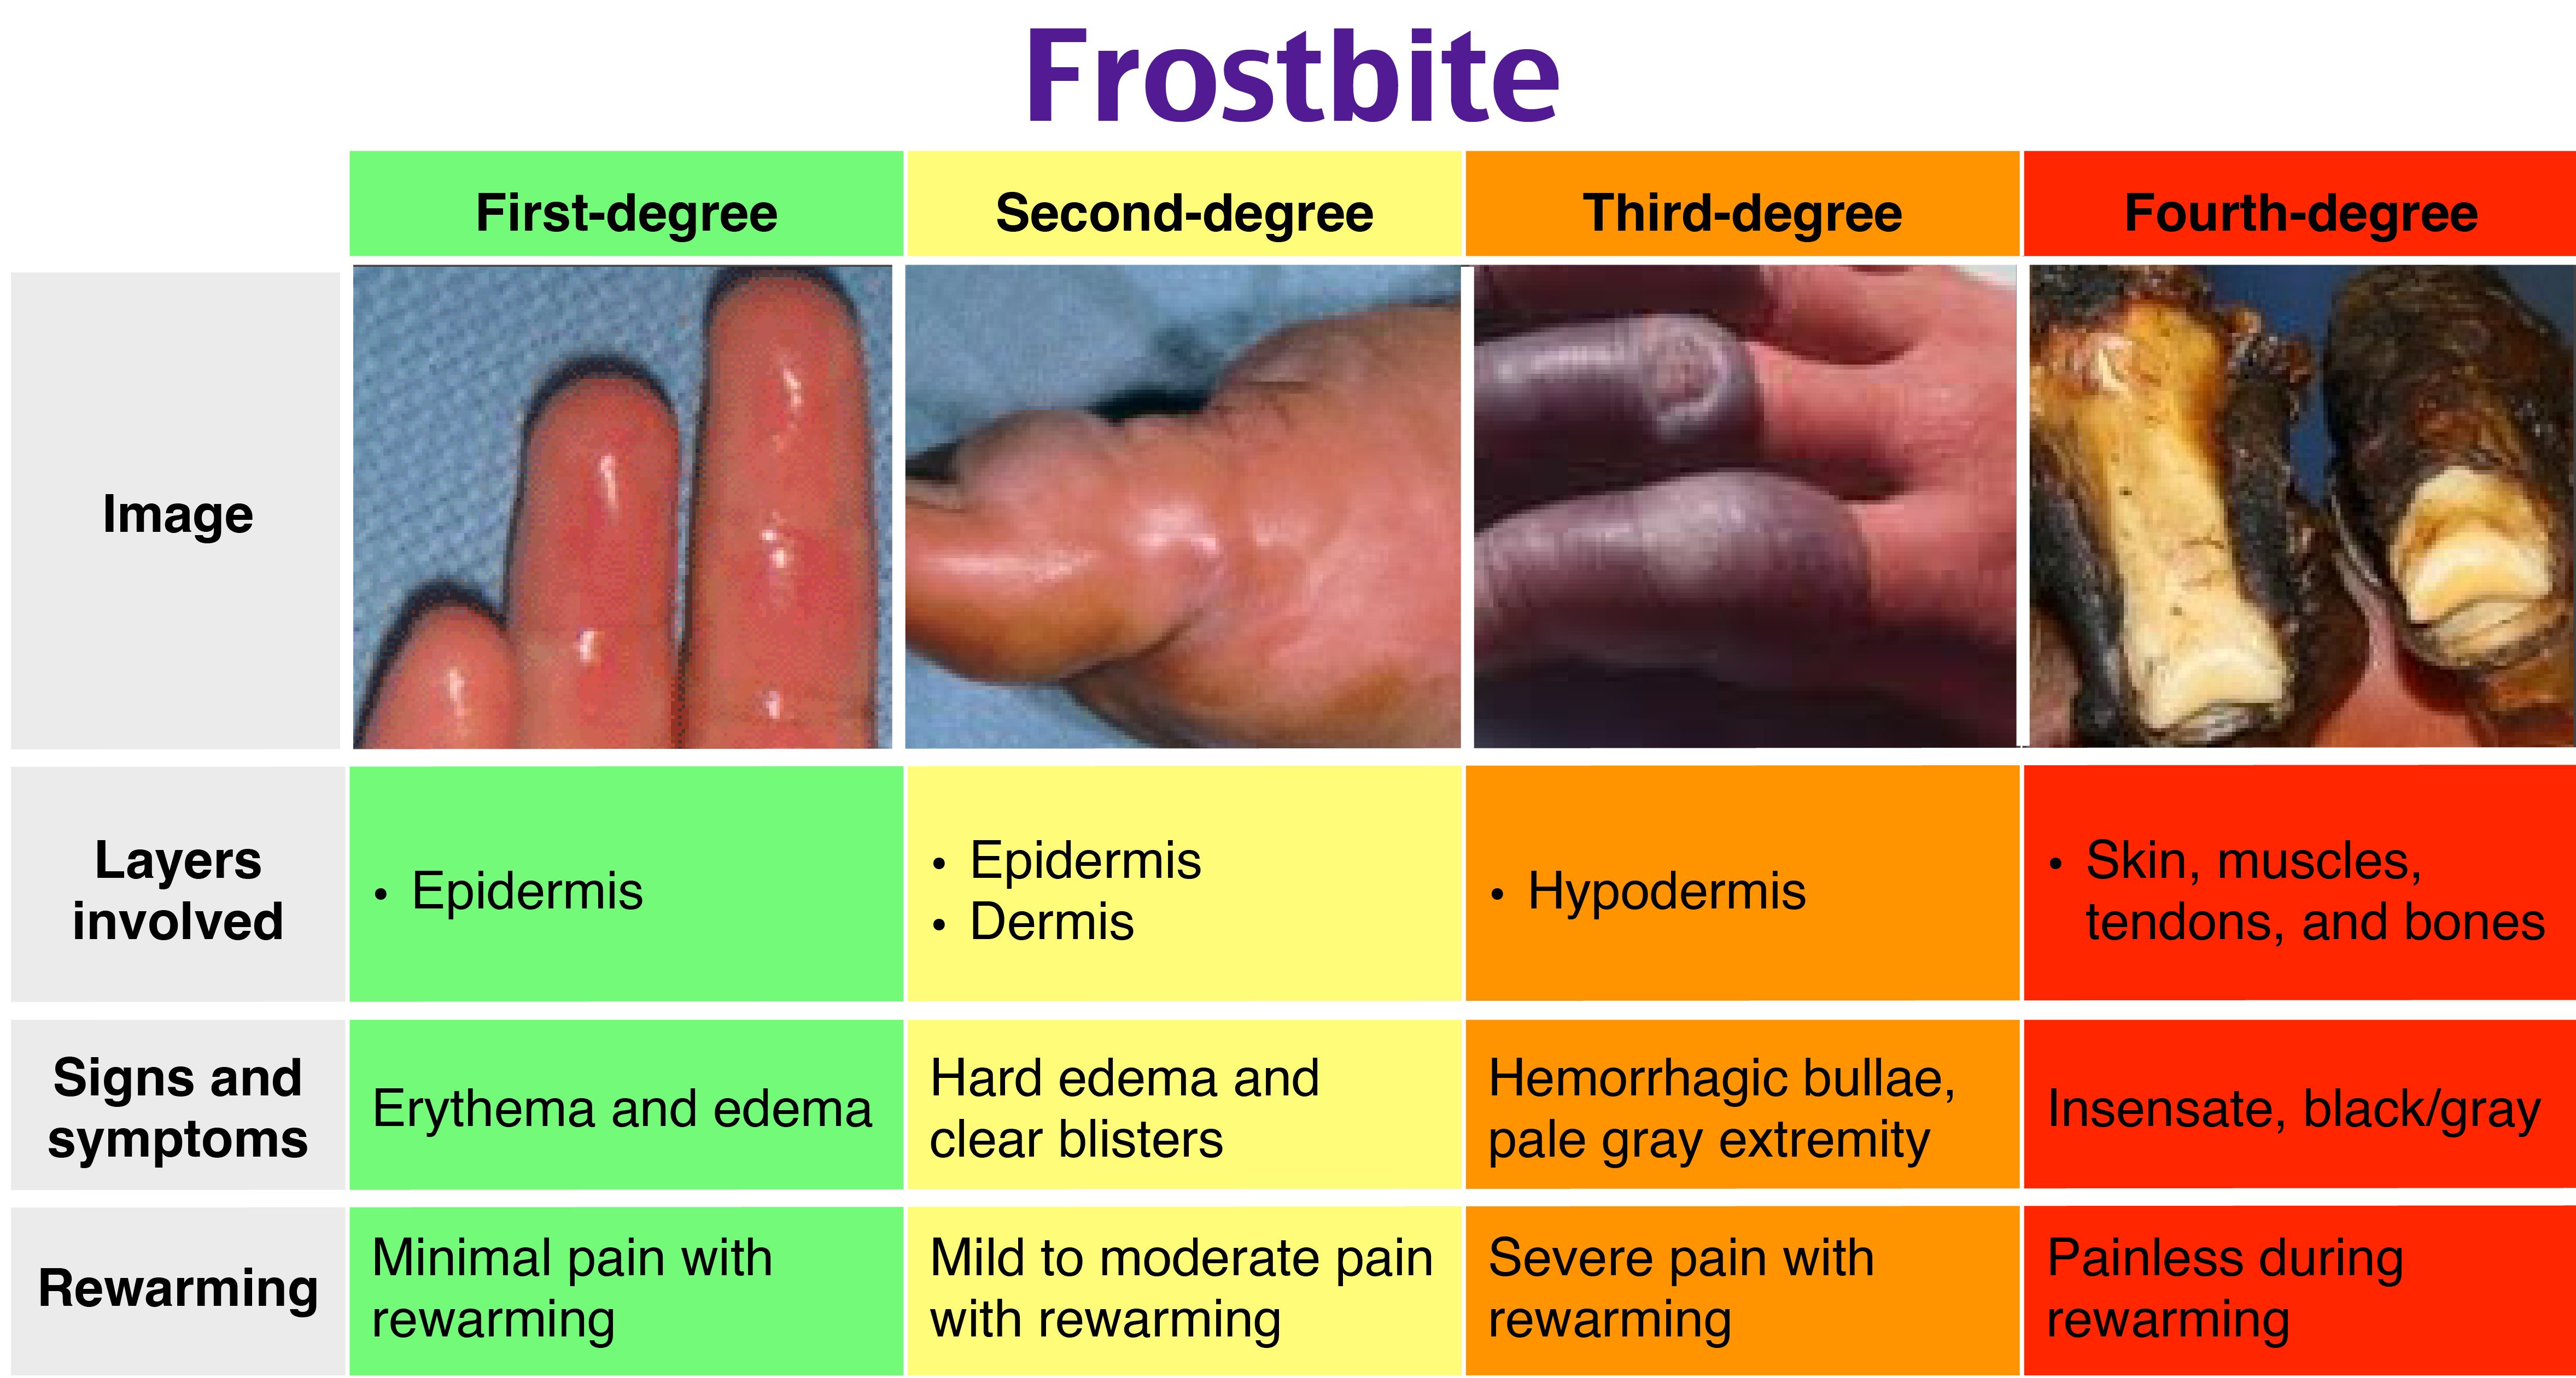 Frostbite
First-degree
Second-degree
Third-degree
Fourth-degree
Image
Layers
involved
• Epidermis
• Epidermis
• Dermis
• Hypodermis
• Skin, muscles,
tendons, and bones
Signs and
symptoms
Erythema and edema
Hard edema and
clear blisters
Hemorrhagic bullae,
pale gray extremity
Insensate, black/gray
Rewarming
Minimal pain with
rewarming
Mild to moderate pain
with rewarming
Severe pain with
rewarming
Painless during
rewarming